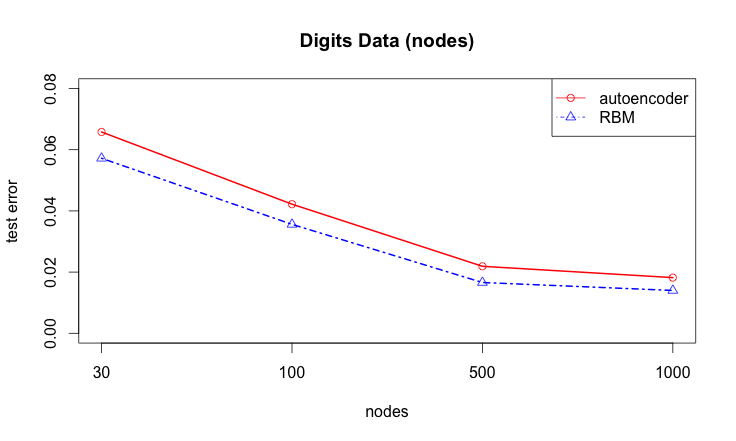 Digits Data (nodes)
autoencoder
RBM
test error
0.08
0.06
0.04
0.02
0.00
30 100 500 1000
nodes